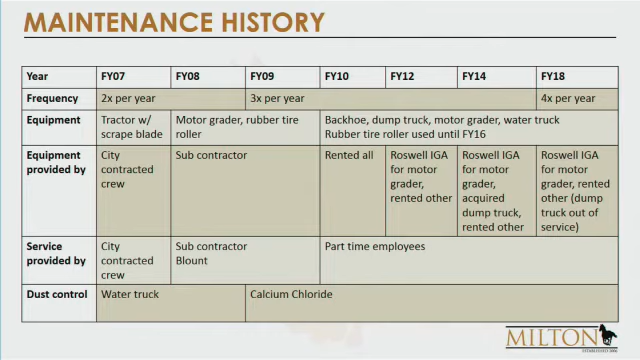 MAINTENANCE HISTORY
Year FY07 FY08 FY09 FY10 FY12 FY14 FY18
Frequency 2x per year 3x per year 4x per year
Equipment Tractor w/ scrape blade Motor grader, rubber tire roller Backhoe, dump truck, motor grader, water truck
Rubber tire roller used until FY16
Equipment provided by City contracted crew Sub contractor Rented all Roswell IGA for motor grader, rented other Roswell IGA for motor grader, acquired dump truck, rented other Roswell IGA for motor grader, rented other (dump truck out of service)
Service provided by City contracted crew Sub contractor Blount Part time employees
Dust control Water truck Calcium Chloride
MILTON